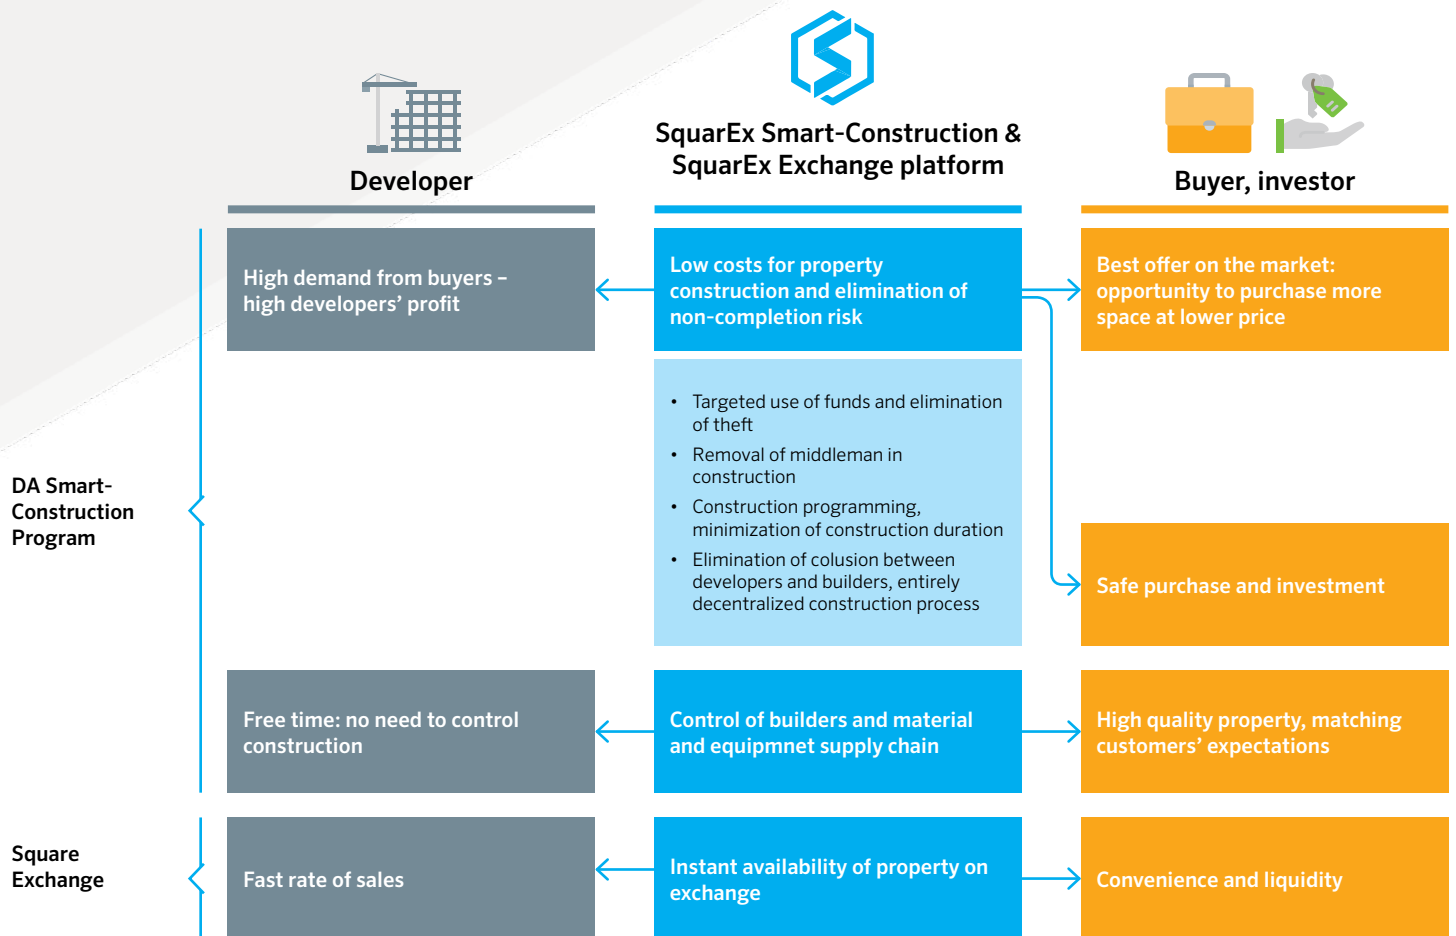 SquarEx Smart-Construction &
SquarEx Exchange platform
Developer
Buyer, investor
High demand from buyers –
high developers’ profit
Low costs for property
construction and elimination of
non-completion risk
Best offer on the market:
opportunity to purchase more
space at lower price
• Targeted use of funds and elimination
of theft
• Removal of middleman in
construction
• Construction programming,
minimization of construction duration
• Elimination of colusion between
developers and builders, entirely
decentralized construction process
DA Smart-
Construction
Program
Safe purchase and investment
Free time: no need to control
construction
Control of builders and material
and equipmnet supply chain
High quality property, matching
customers’ expectations
Square
Exchange
Fast rate of sales
Instant availability of property on
exchange
Convenience and liquidity